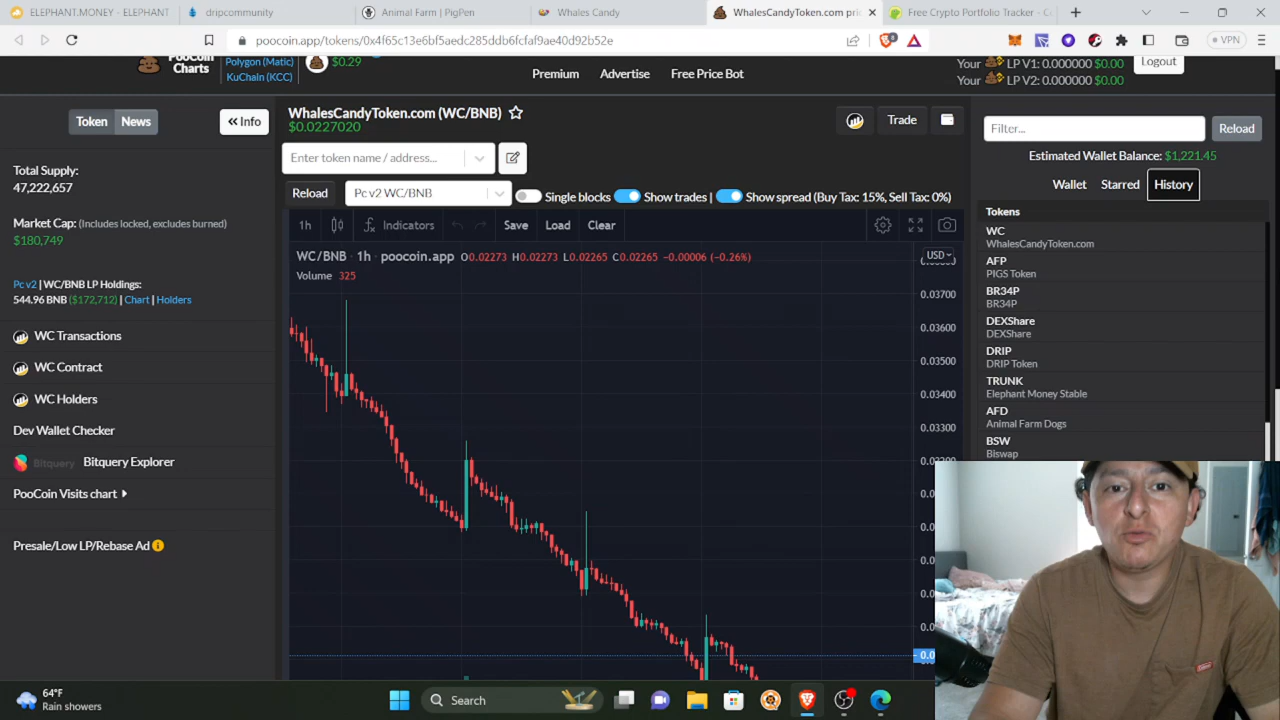 ELEPHANT.MONEY - ELEPHANT
dripcommunity
Animal Farm | PigPen
Whales Candy
WhalesCandyToken.com pri
Free Crypto Portfolio Tracker - Co
poocoin.app/tokens/0x4f65c13e6bf5aedc285ddb6fcfaf9ae40d92b52e
8
VPN
PooCoin
Charts
Polygon (Matic)
KuChain (KCC)
$0.29
Premium
Advertise
Free Price Bot
Your LP V1: 0.000000 $0.00
Your LP V2: 0.000000 $0.00
Logout
Token
News
Info
Total Supply:
47,222,657
Market Cap: (Includes locked, excludes burned)
$180,749
Pc v2 | WC/BNB LP Holdings:
544.96 BNB ($172,712) | Chart | Holders
WC Transactions
WC Contract
WC Holders
Dev Wallet Checker
Bitquery Bitquery Explorer
PooCoin Visits chart
Presale/Low LP/Rebase Ad
WhalesCandyToken.com (WC/BNB)
$0.0227020
Trade
Enter token name / address...
Reload
Pc v2 WC/BNB
Single blocks
Show trades |
Show spread (Buy Tax: 15%, Sell Tax: 0%)
1h
Indicators
Save
Load
Clear
WC/BNB · 1h · poocoin.app O0.02273 H0.02273 L0.02265 C0.02265 -0.00006 (-0.26%)
Volume 325
USD
0.03700
0.03600
0.03500
0.03400
0.03300
Filter...
Reload
Estimated Wallet Balance: $1,221.45
Wallet
Starred
History
Tokens
WC
WhalesCandyToken.com
AFP
PIGS Token
BR34P
BR34P
DEXShare
DEXShare
DRIP
DRIP Token
TRUNK
Elephant Money Stable
AFD
Animal Farm Dogs
BSW
Biswap
64°F
Rain showers
Search